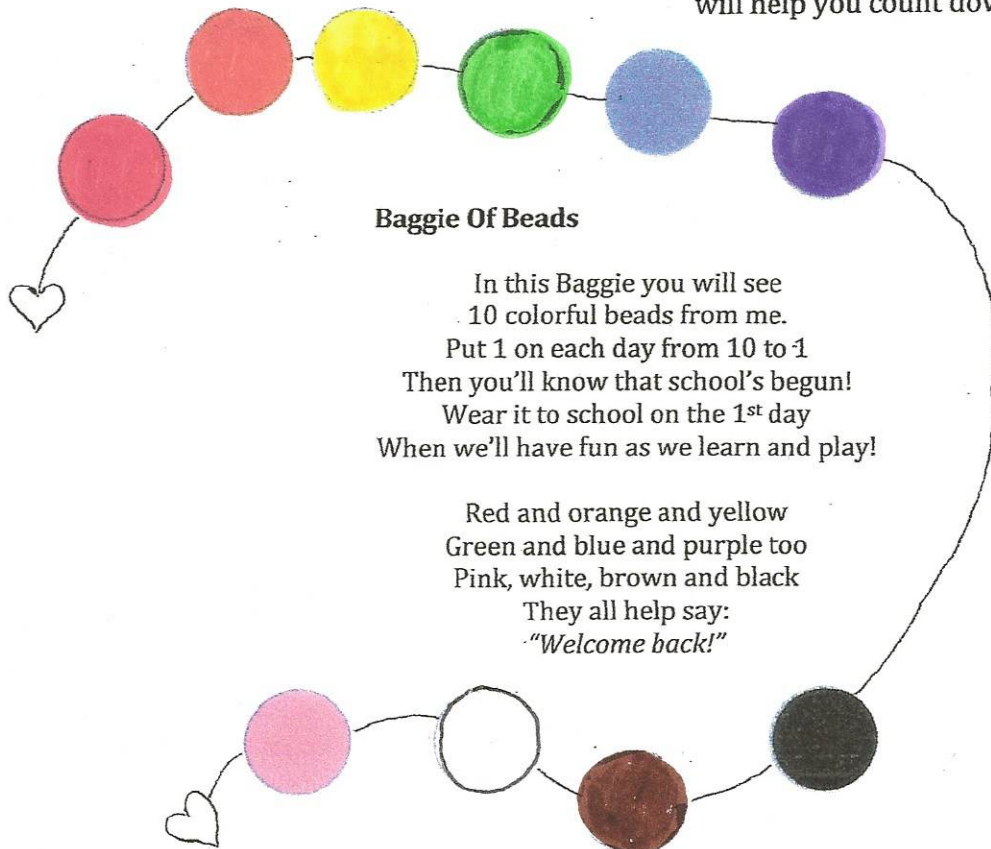 will help you count dow
Baggie Of Beads
In this Baggie you will see
10 colorful beads from me.
Put 1 on each day from 10 to 1
Then you'll know that school's begun!
Wear it to school on the 1st day
When we'll have fun as we learn and play!
Red and orange and yellow
Green and blue and purple too
Pink, white, brown and black
They all help say:
"Welcome back!"